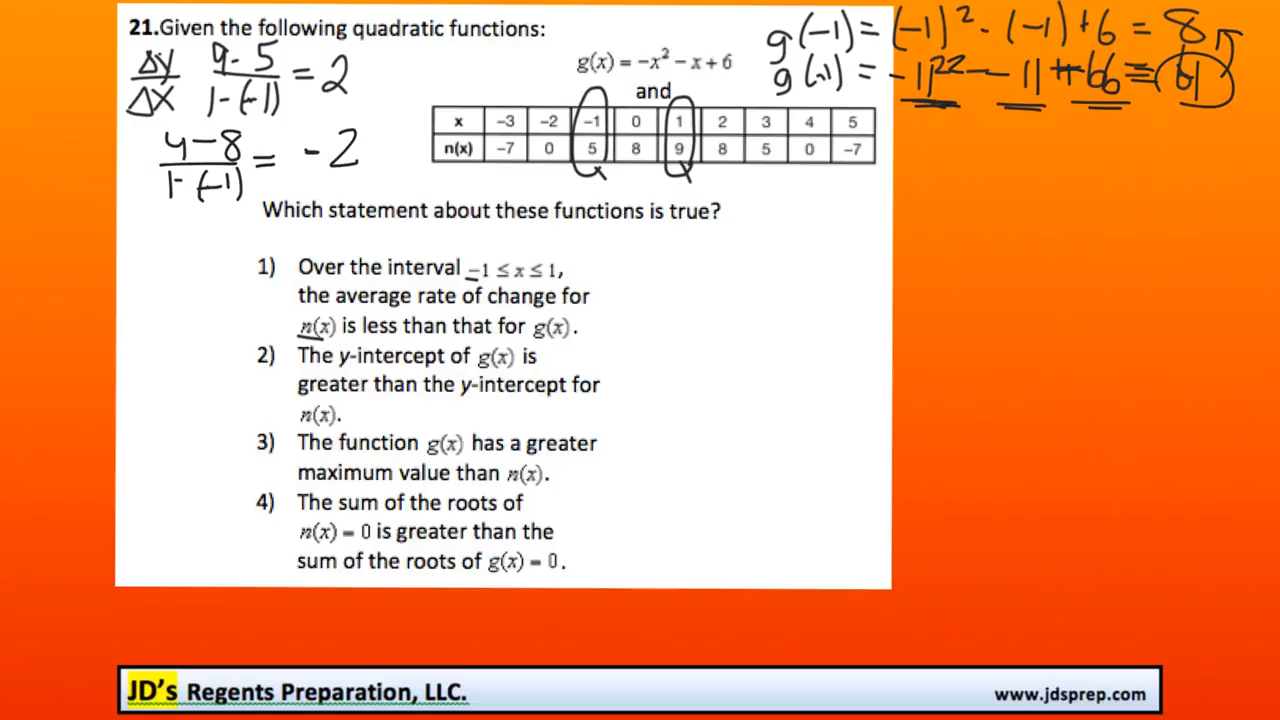 21.Given the following quadratic functions:
g(x) = −x² − x + 6
and
x −3 −2 −1 0 1 2 3 4 5
n(x) −7 0 5 8 9 8 5 0 −7
Δy/Δx (9 - 5)/(1 - (-1)) = 2
(4 - 8)/(1 - (-1)) = -2
g(-1) = (-1)² - (-1) + 6 = 8
Which statement about these functions is true?
1) Over the interval −1 ≤ x ≤ 1,
the average rate of change for
n(x) is less than that for g(x).
2) The y-intercept of g(x) is
greater than the y-intercept for
n(x).
3) The function g(x) has a greater
maximum value than n(x).
4) The sum of the roots of
n(x) = 0 is greater than the
sum of the roots of g(x) = 0.
JD's Regents Preparation, LLC.
www.jdsprep.com